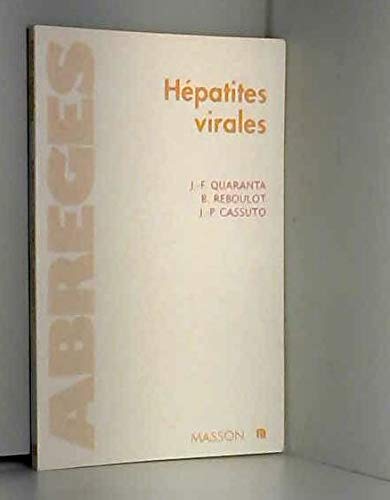 ABREGES
Hépatites
virales
J.-F. QUARANTA
B. REBOULOT
J.-P. CASSUTO
MASSON